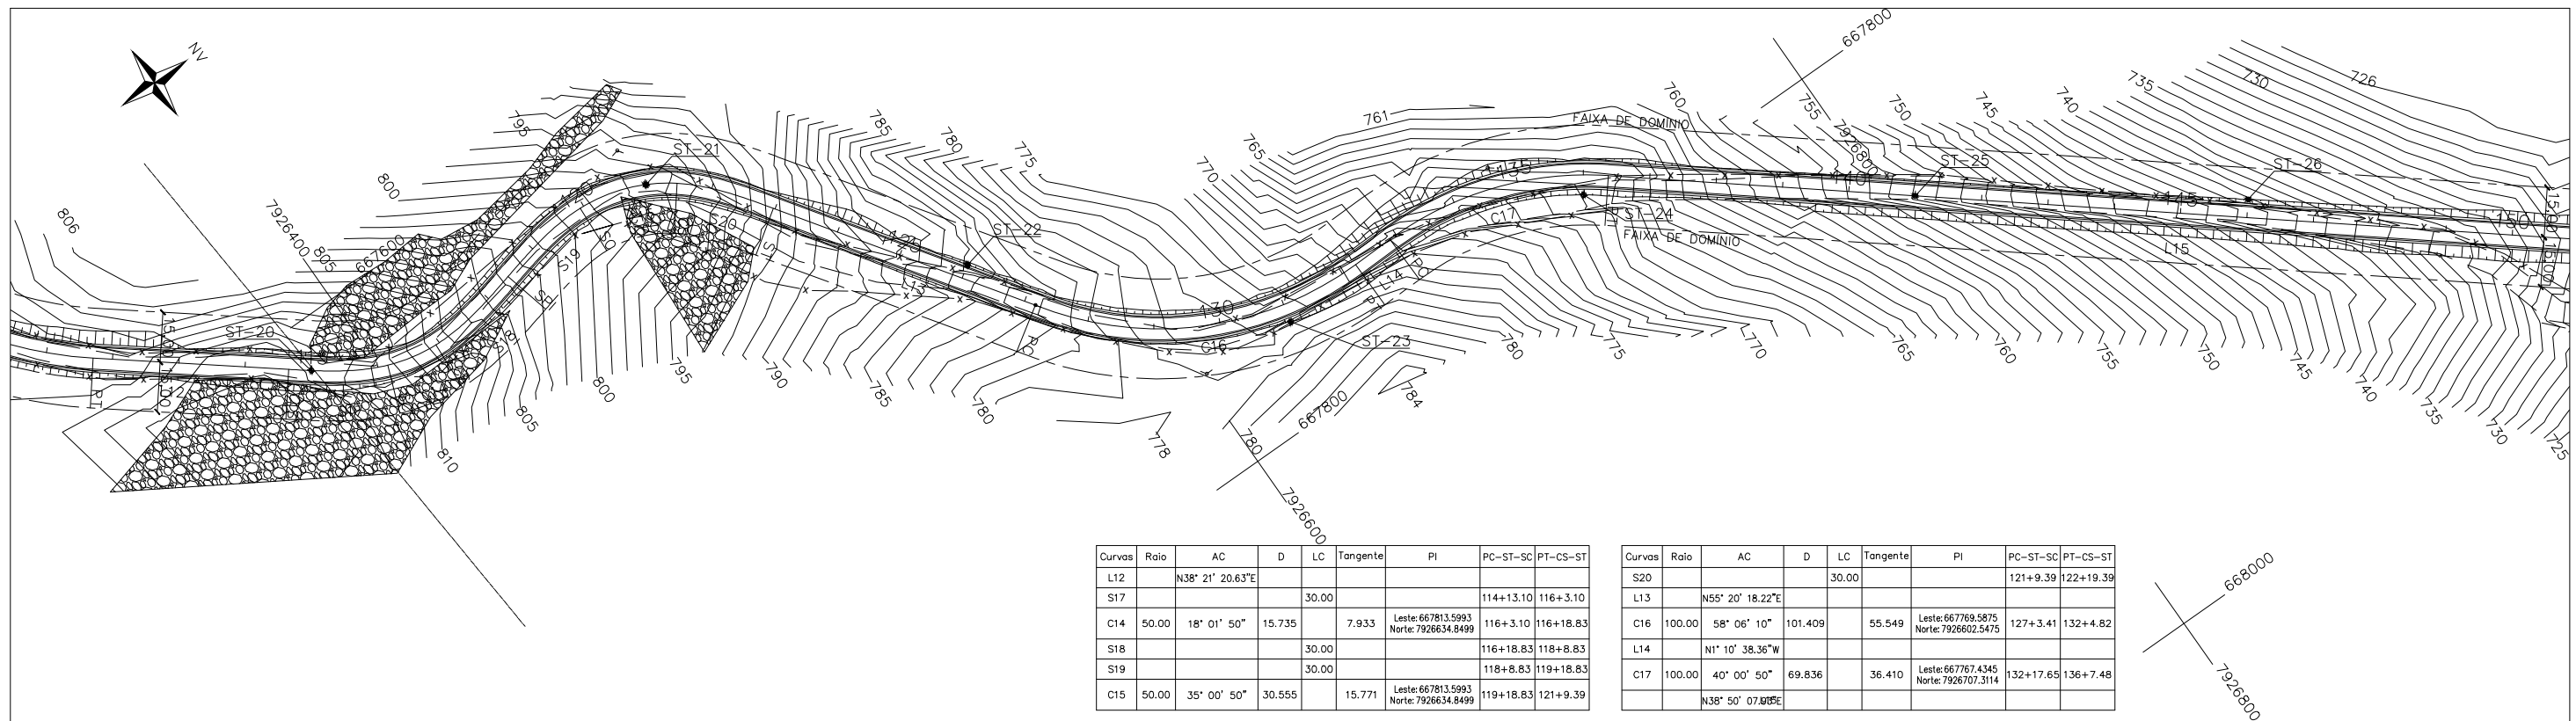 NV
667800
726
730
735
740
745
750
755
760
761
765
770
775
780
785
795
800
805
806
7926400
667600
7926800
FAIXA DE DOMÍNIO
FAIXA DE DOMÍNIO
ST-20
ST-21
ST-22
ST-23
ST-24
ST-25
ST-26
130
135
145
150
S18
S19
S20
L13
C16
L14
C17
L15
PC
PT
810
805
800
795
790
785
780
778
780
784
780
775
770
765
760
755
750
745
740
735
730
725
667800
7926600
668000
7926800
Curvas Raio AC D LC Tangente PI PC-ST-SC PT-CS-ST
L12 N38° 21' 20.63"E
S17 30.00 114+13.10 116+3.10
C14 50.00 18° 01' 50" 15.735 7.933 Leste: 667813.5993 116+3.10 116+18.83
Norte: 7926634.8499
S18 30.00 116+18.83 118+8.83
S19 30.00 118+8.83 119+18.83
C15 50.00 35° 00' 50" 30.555 15.771 Leste: 667813.5993 119+18.83 121+9.39
Norte: 7926634.8499
Curvas Raio AC D LC Tangente PI PC-ST-SC PT-CS-ST
S20 30.00 121+9.39 122+19.39
L13 N55° 20' 18.22"E
C16 100.00 58° 06' 10" 101.409 55.549 Leste: 667769.5875 127+3.41 132+4.82
Norte: 7926602.5475
L14 N1° 10' 38.36"W
C17 100.00 40° 00' 50" 69.836 36.410 Leste: 667767.4345 132+17.65 136+7.48
Norte: 7926707.3114
N38° 50'